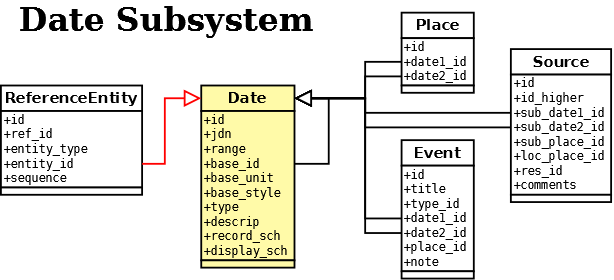 Date Subsystem
ReferenceEntity
+id
+ref_id
+entity_type
+entity_id
+sequence
Date
+id
+jdn
+range
+base_id
+base_unit
+base_style
+type
+descrip
+record_sch
+display_sch
Place
+id
+date1_id
+date2_id
Event
+id
+title
+type_id
+date1_id
+date2_id
+place_id
+note
Source
+id
+id_higher
+sub_date1_id
+sub_date2_id
+sub_place_id
+loc_place_id
+res_id
+comments